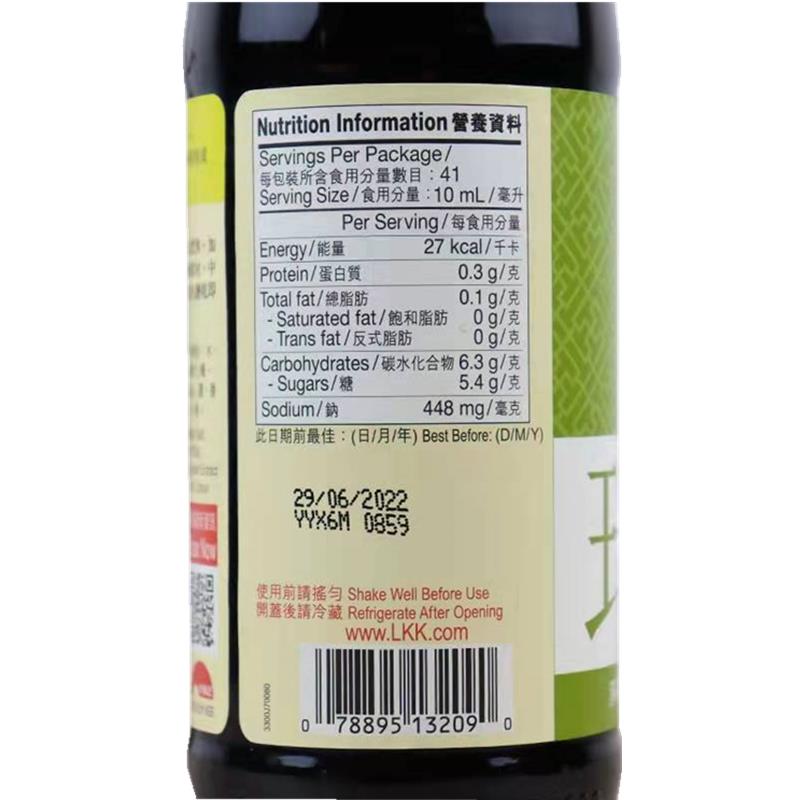 Nutrition Information 營養資料
Servings Per Package/
每包裝所含食用分量數目：41
Serving Size/食用分量：10 mL/毫升
Per Serving/每食用分量
Energy/能量 27 kcal/千卡
Protein/蛋白質 0.3 g/克
Total fat/總脂肪 0.1 g/克
- Saturated fat/飽和脂肪 0 g/克
- Trans fat/反式脂肪 0 g/克
Carbohydrates/碳水化合物 6.3 g/克
- Sugars/糖 5.4 g/克
Sodium/鈉 448 mg/毫克
此日期前最佳：(日/月/年) Best Before: (D/M/Y)
29/06/2022
YYX6M 0859
使用前請搖勻 Shake Well Before Use
開蓋後請冷藏 Refrigerate After Opening
www.LKK.com
3300J70080
0 78895 13209 0